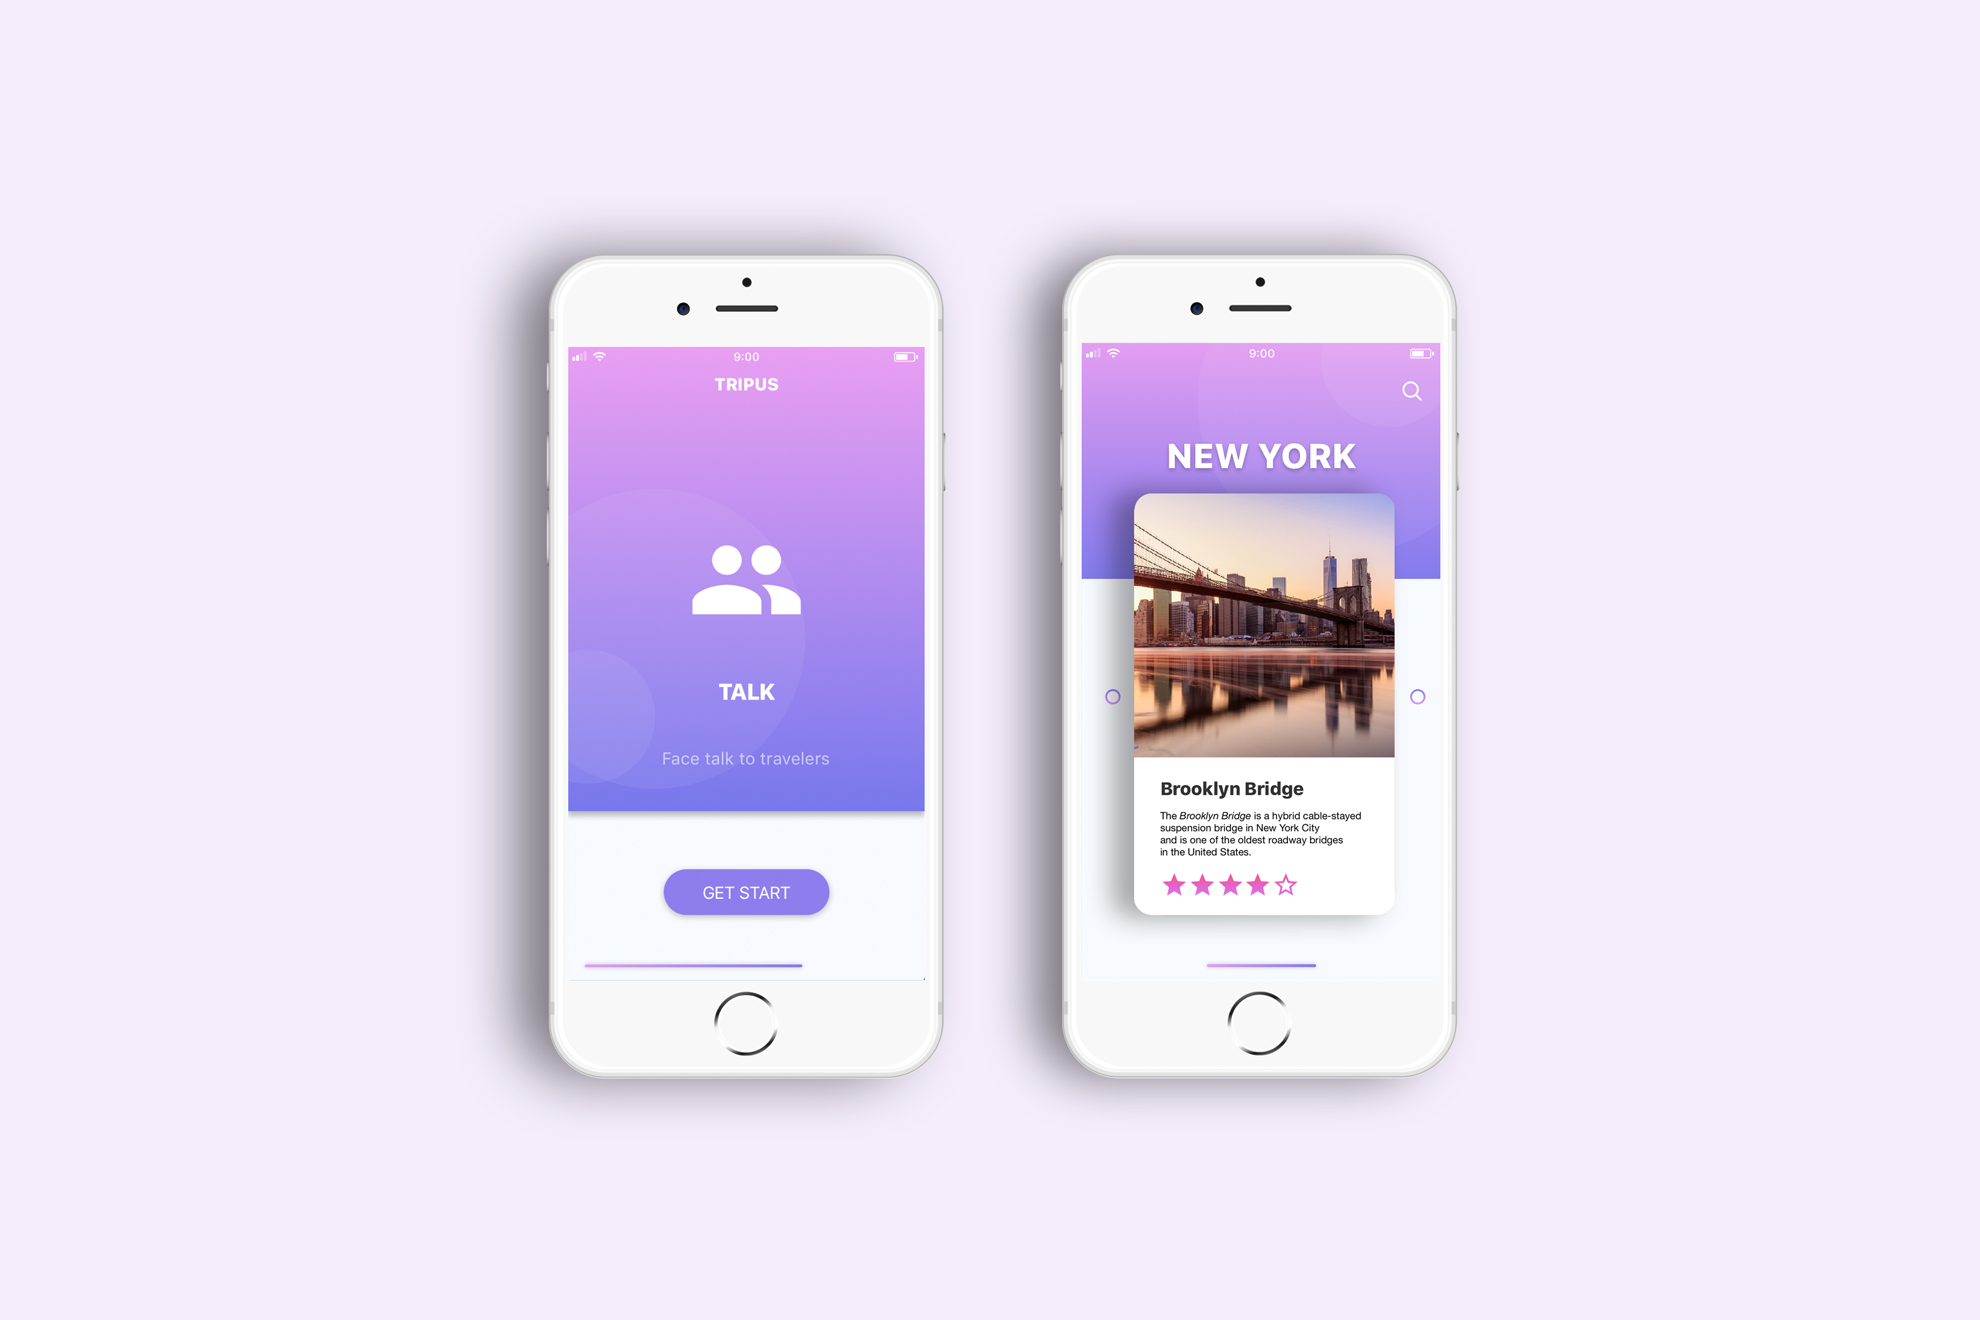 9:00
TRIPUS
TALK
Face talk to travelers
GET START
9:00
NEW YORK
Brooklyn Bridge
The Brooklyn Bridge is a hybrid cable-stayed
suspension bridge in New York City
and is one of the oldest roadway bridges
in the United States.